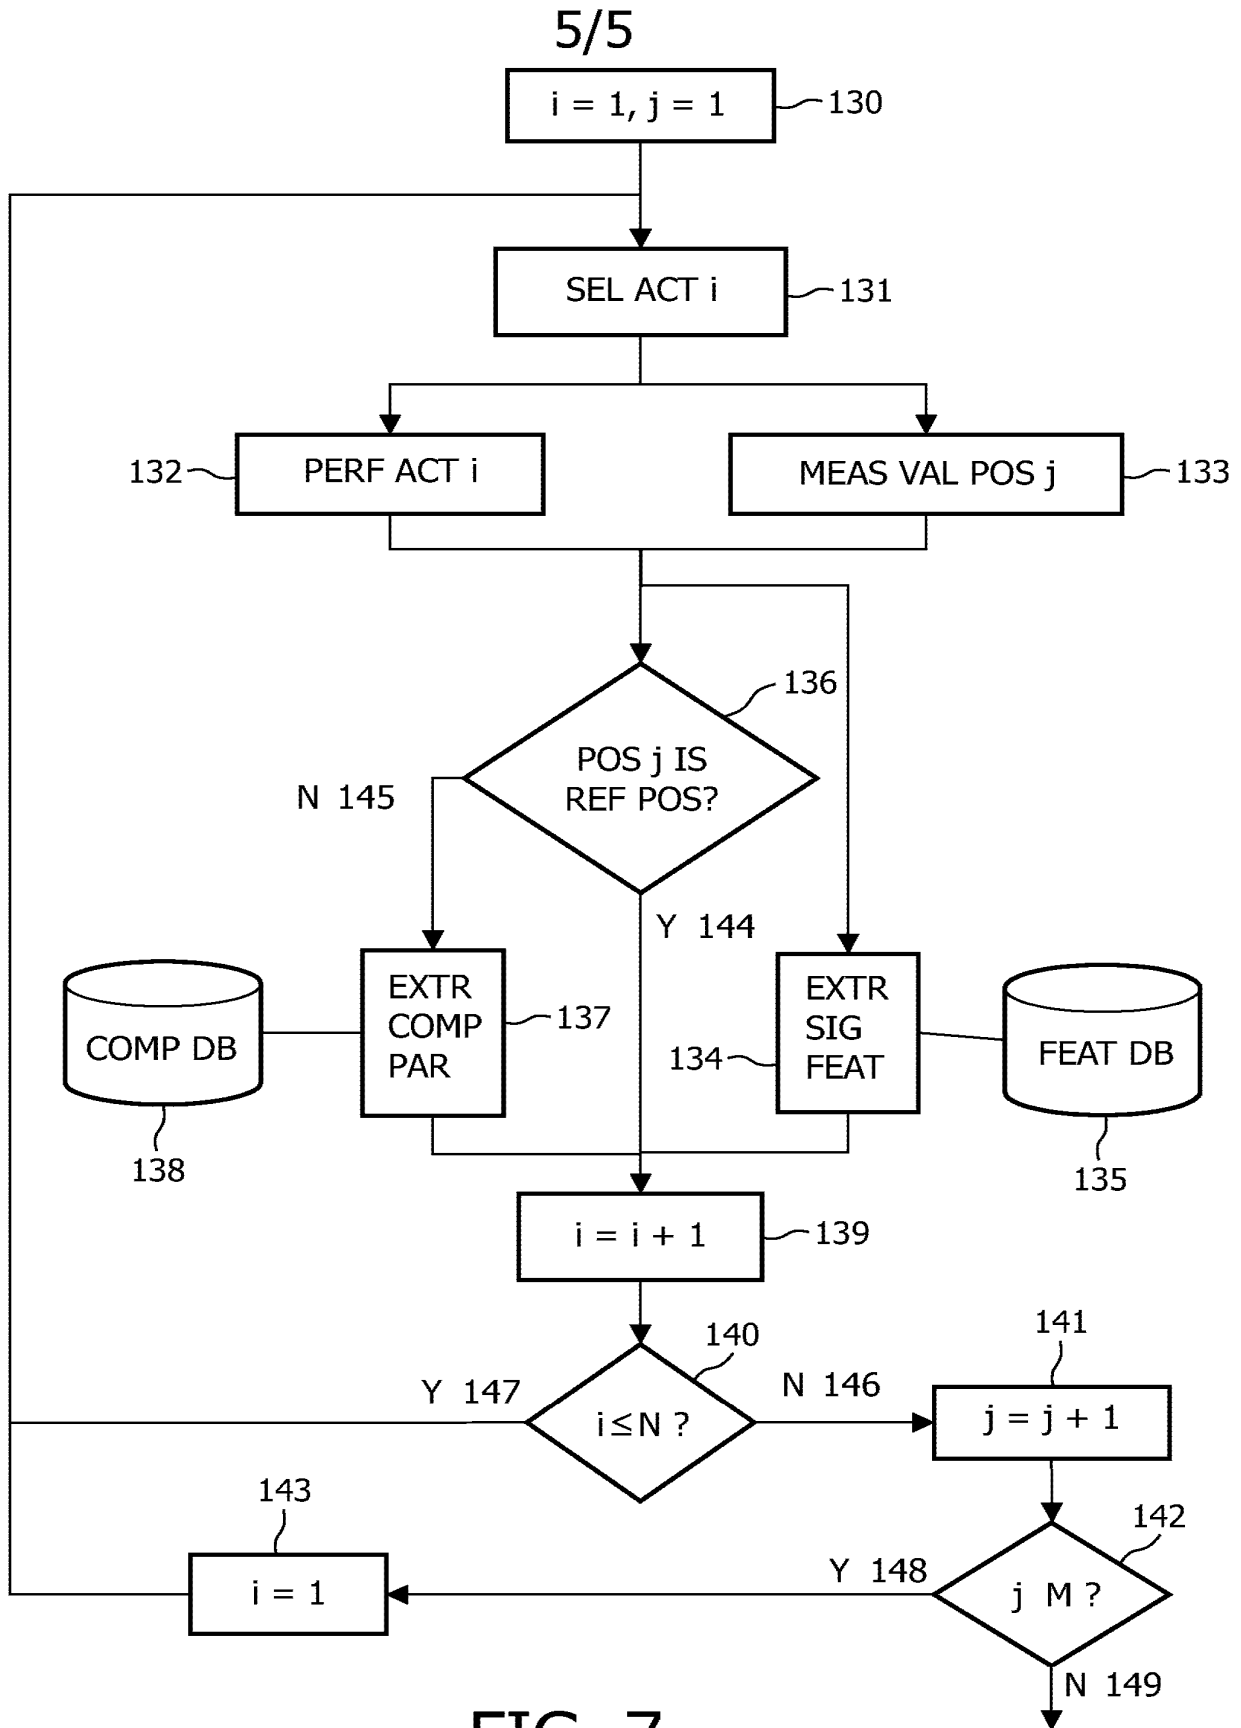 5/5
i = 1, j = 1
130
SEL ACT i
131
132
PERF ACT i
MEAS VAL POS j
133
136
POS j IS
REF POS?
N 145
Y 144
COMP DB
138
EXTR
COMP
PAR
137
134
EXTR
SIG
FEAT
FEAT DB
135
i = i + 1
139
140
141
Y 147
i ≤ N ?
N 146
j = j + 1
143
142
i = 1
Y 148
j M ?
N 149
FIG. 7